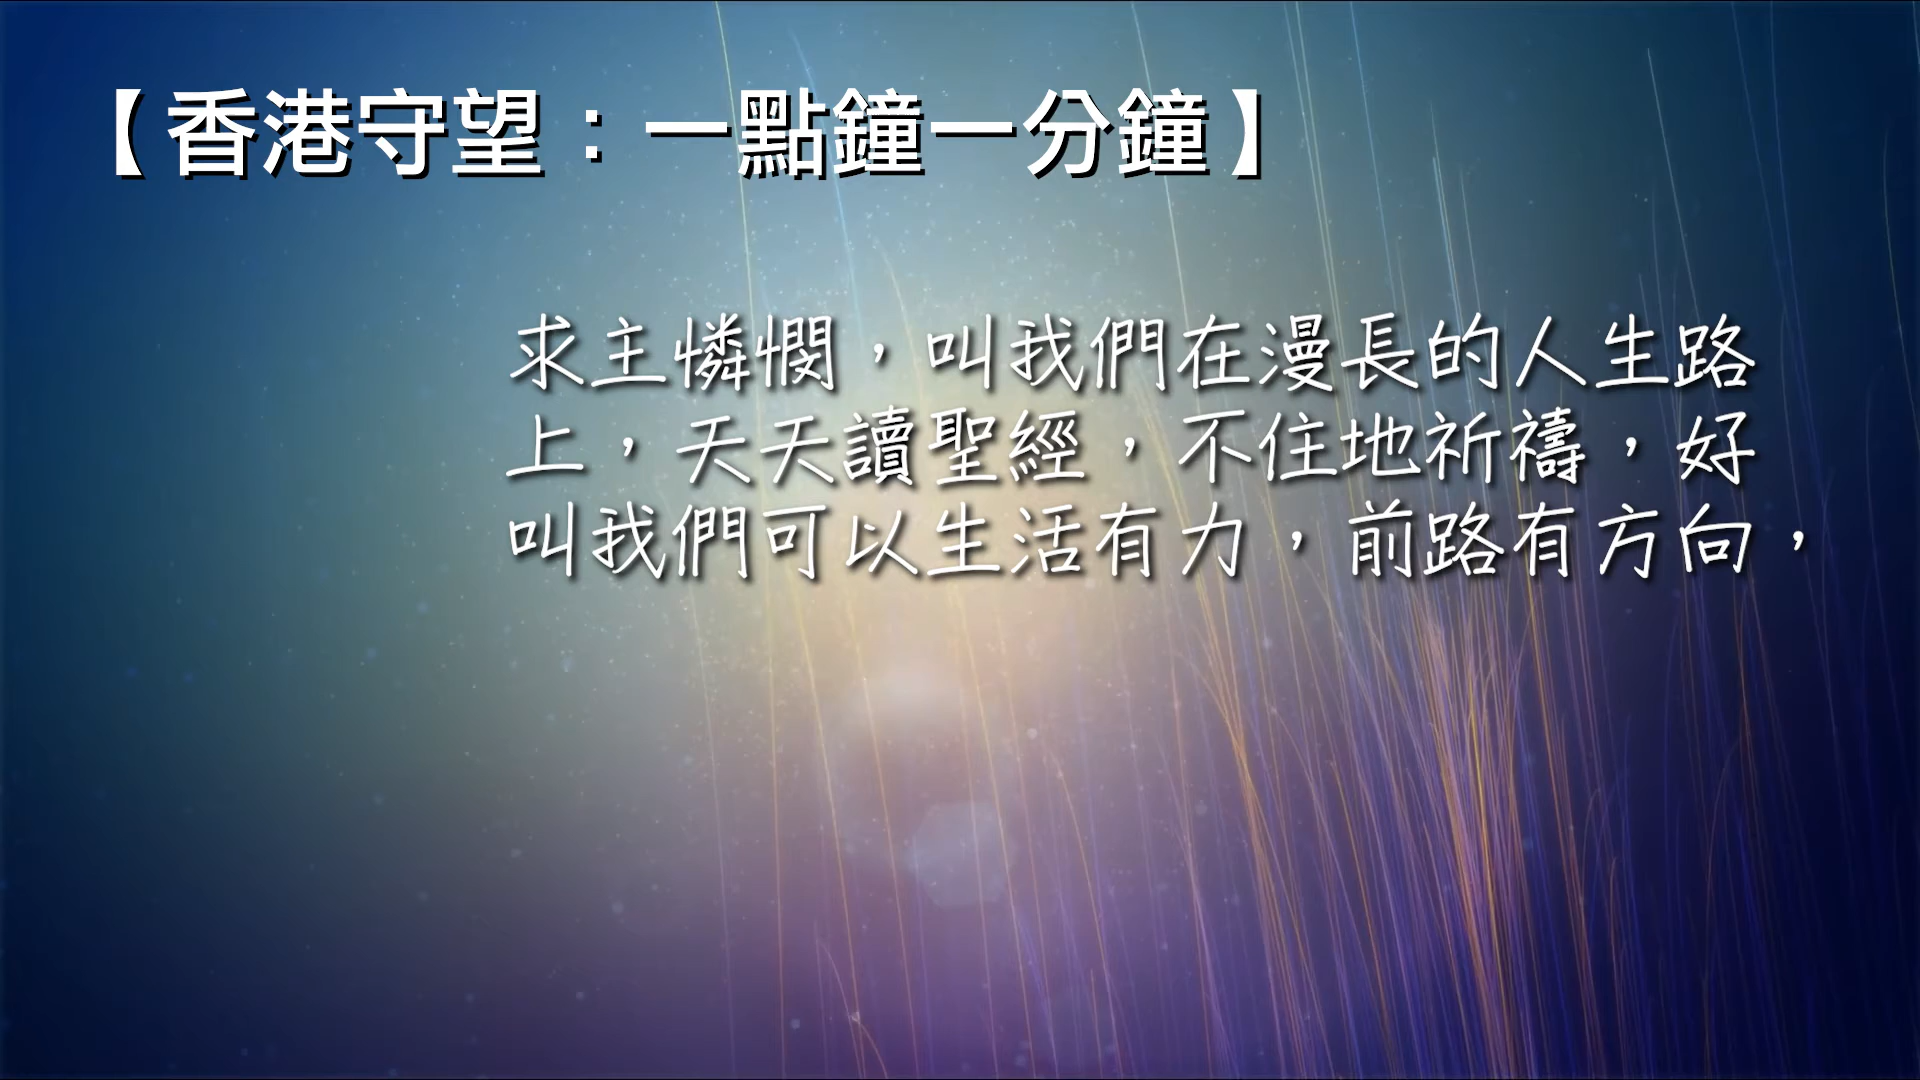 【香港守望：一點鐘一分鐘】
求主憐憫，叫我們在漫長的人生路
上，天天讀聖經，不住地祈禱，好
叫我們可以生活有力，前路有方向，